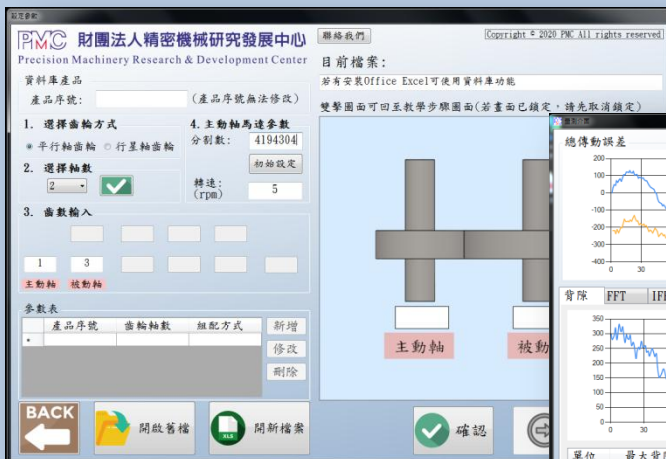 設定參數
PMC 財團法人精密機械研究發展中心
Precision Machinery Research & Development Center
聯絡我們
Copyright © 2020 PMC All rights reserved
目前檔案:
若有安裝Office Excel可使用資料庫功能
雙擊圖面可回至教學步驟圖面(若畫面已鎖定,請先取消鎖定)
資料庫產品
產品序號: (產品序號無法修改)
1. 選擇齒輪方式
平行軸齒輪 行星軸齒輪
2. 選擇軸數
2
4.主動軸馬達參數
分割數: 4194304
初始設定
轉速: 5
(rpm)
3. 齒數輸入
1 3
主動軸 被動軸
參數表
產品序號 齒輪軸數 組配方式
*
新增
修改
刪除
BACK
開啟舊檔
XLS
開新檔案
主動軸
被動
確認
總傳動誤差
200
100
0
-100
-200
-300
-400
0 30
背隙 FFT
350
300
250
200
150
100
50
0
0 30
單位